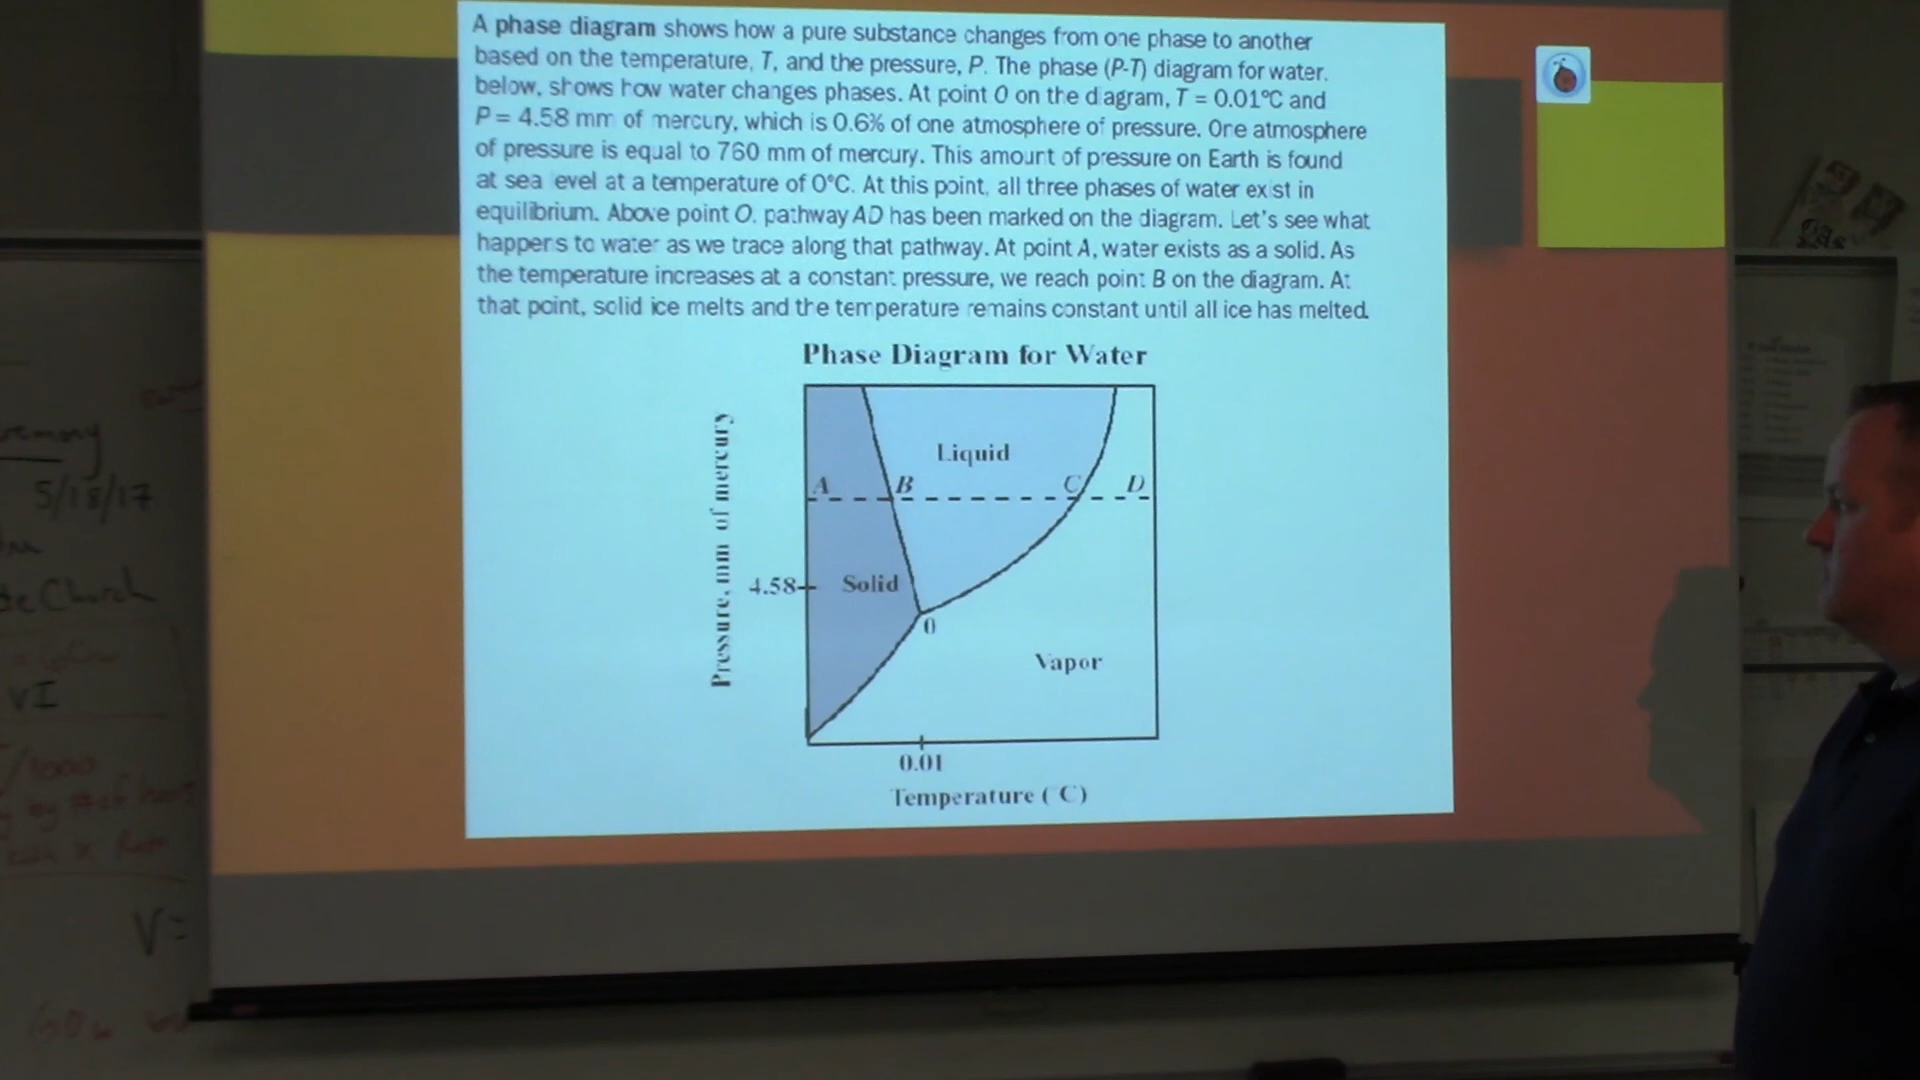 A phase diagram shows how a pure substance changes from one phase to another
based on the temperature, T, and the pressure, P. The phase (P-T) diagram for water,
below, shows how water changes phases. At point O on the diagram, T = 0.01°C and
P = 4.58 mm of mercury, which is 0.6% of one atmosphere of pressure. One atmosphere
of pressure is equal to 760 mm of mercury. This amount of pressure on Earth is found
at sea level at a temperature of 0°C. At this point, all three phases of water exist in
equilibrium. Above point O, pathway AD has been marked on the diagram. Let's see what
happens to water as we trace along that pathway. At point A, water exists as a solid. As
the temperature increases at a constant pressure, we reach point B on the diagram. At
that point, solid ice melts and the temperature remains constant until all ice has melted.
Phase Diagram for Water
Pressure, mm of mercury
Liquid
A B C D
4.58
Solid
0
Vapor
0.01
Temperature ( C)
5/18/17
Church
VI
/1000
by # of
x Rate
V=